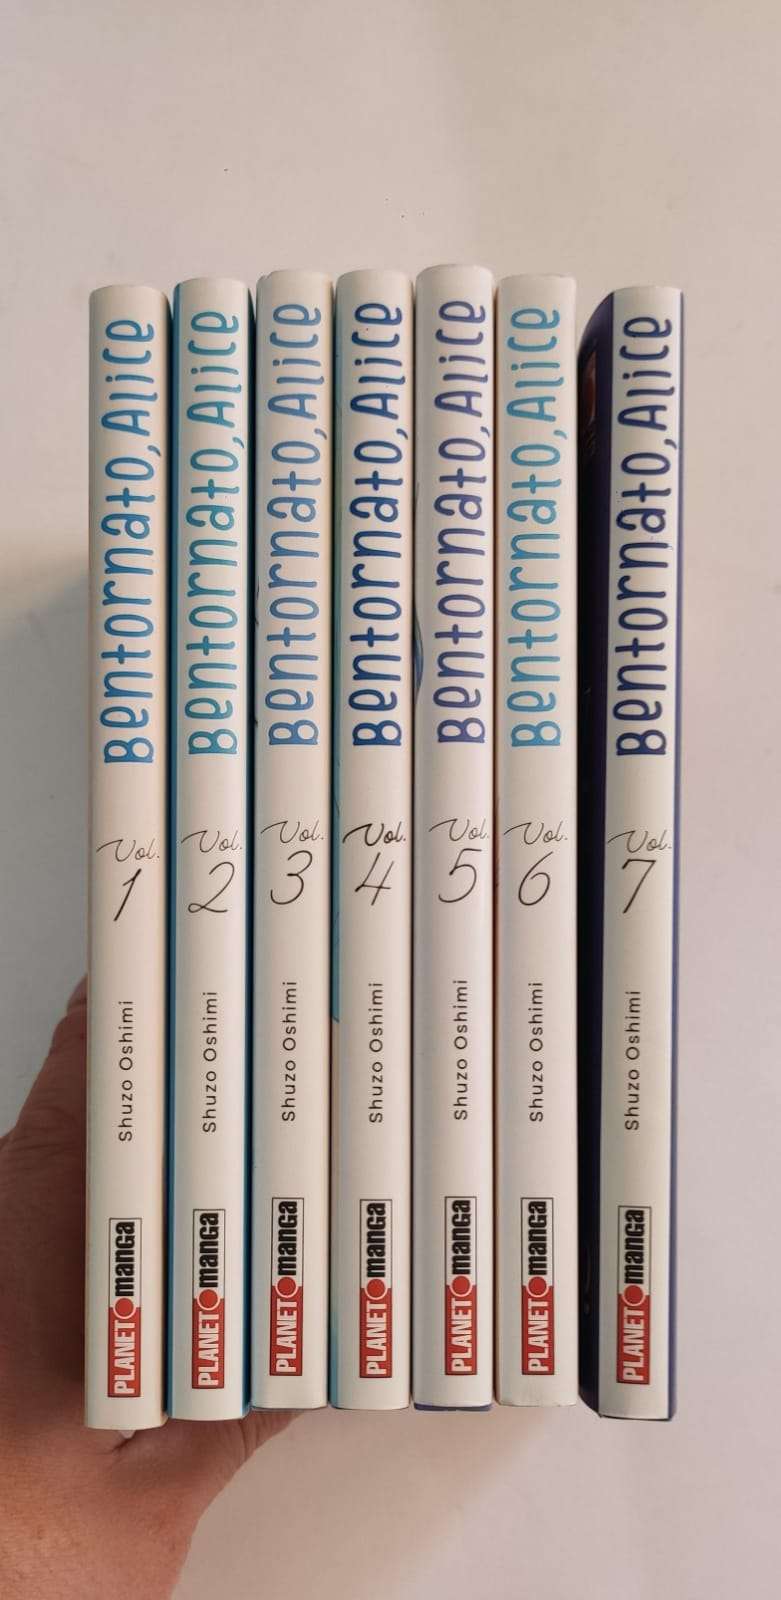 Bentornato, Alice
Vol.
1
Shuzo Oshimi
PLANET manga
Bentornato, Alice
Vol.
2
Shuzo Oshimi
PLANET manga
Bentornato, Alice
Vol.
3
Shuzo Oshimi
PLANET manga
Bentornato, Alice
Vol.
4
Shuzo Oshimi
PLANET manga
Bentornato, Alice
Vol.
5
Shuzo Oshimi
PLANET manga
Bentornato, Alice
Vol.
6
Shuzo Oshimi
PLANET manga
Bentornato, Alice
Vol.
7
Shuzo Oshimi
PLANET manga